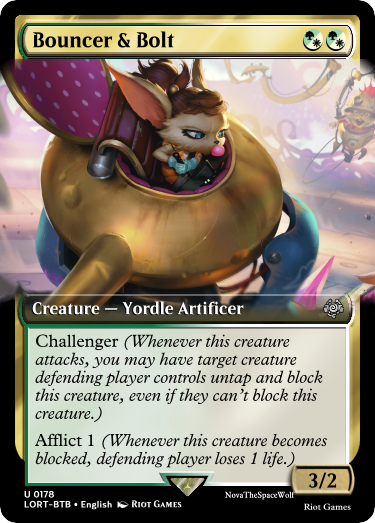 Bouncer & Bolt
Creature — Yordle Artificer
Challenger (Whenever this creature
attacks, you may have target creature
defending player controls untap and block
this creature, even if they can't block this
creature.)
Afflict 1 (Whenever this creature becomes
blocked, defending player loses 1 life.)
3/2
U 0178
LORT-BTB • English RIOT GAMES
NovaTheSpaceWolf
Riot Games